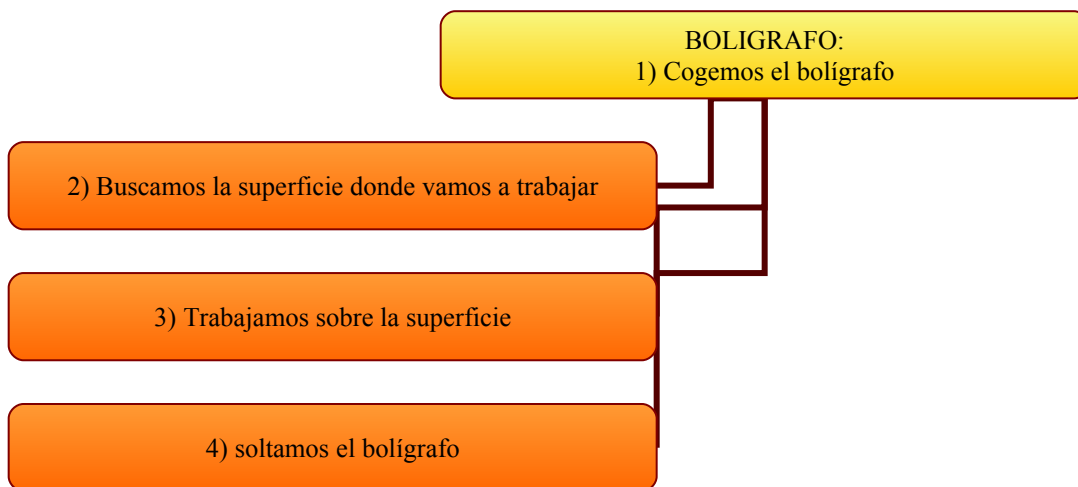 BOLIGRAFO:
1) Cogemos el bolígrafo
2) Buscamos la superficie donde vamos a trabajar
3) Trabajamos sobre la superficie
4) soltamos el bolígrafo